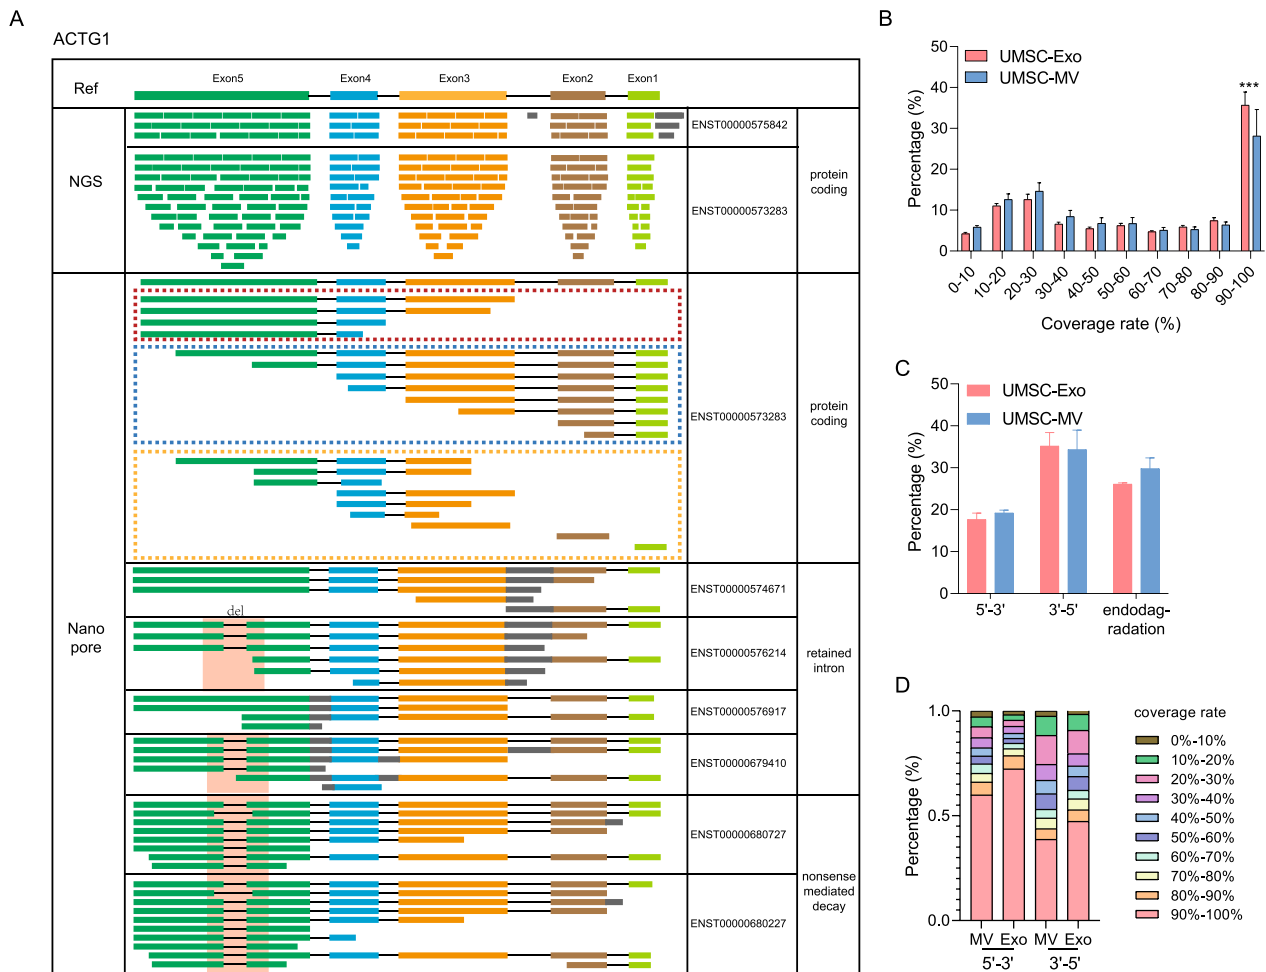 A
ACTG1
Ref
Exon5
Exon4
Exon3
Exon2
Exon1
NGS
ENST00000575842
ENST00000573283
protein
coding
Nano
pore
ENST00000573283
protein
coding
ENST00000574671
del
ENST00000576214
retained
intron
ENST00000576917
ENST00000679410
ENST00000680727
nonsense
mediated
decay
ENST00000680227
B
UMSC-Exo
UMSC-MV
Percentage (%)
50
40
30
20
10
0
***
0-10
10-20
20-30
30-40
40-50
50-60
60-70
70-80
80-90
90-100
Coverage rate (%)
C
UMSC-Exo
UMSC-MV
Percentage (%)
50
40
30
20
10
0
5'-3'
3'-5'
endodag-
radation
D
Percentage (%)
1.0
0.5
0.0
MV Exo MV Exo
5'-3'
3'-5'
coverage rate
0%-10%
10%-20%
20%-30%
30%-40%
40%-50%
50%-60%
60%-70%
70%-80%
80%-90%
90%-100%